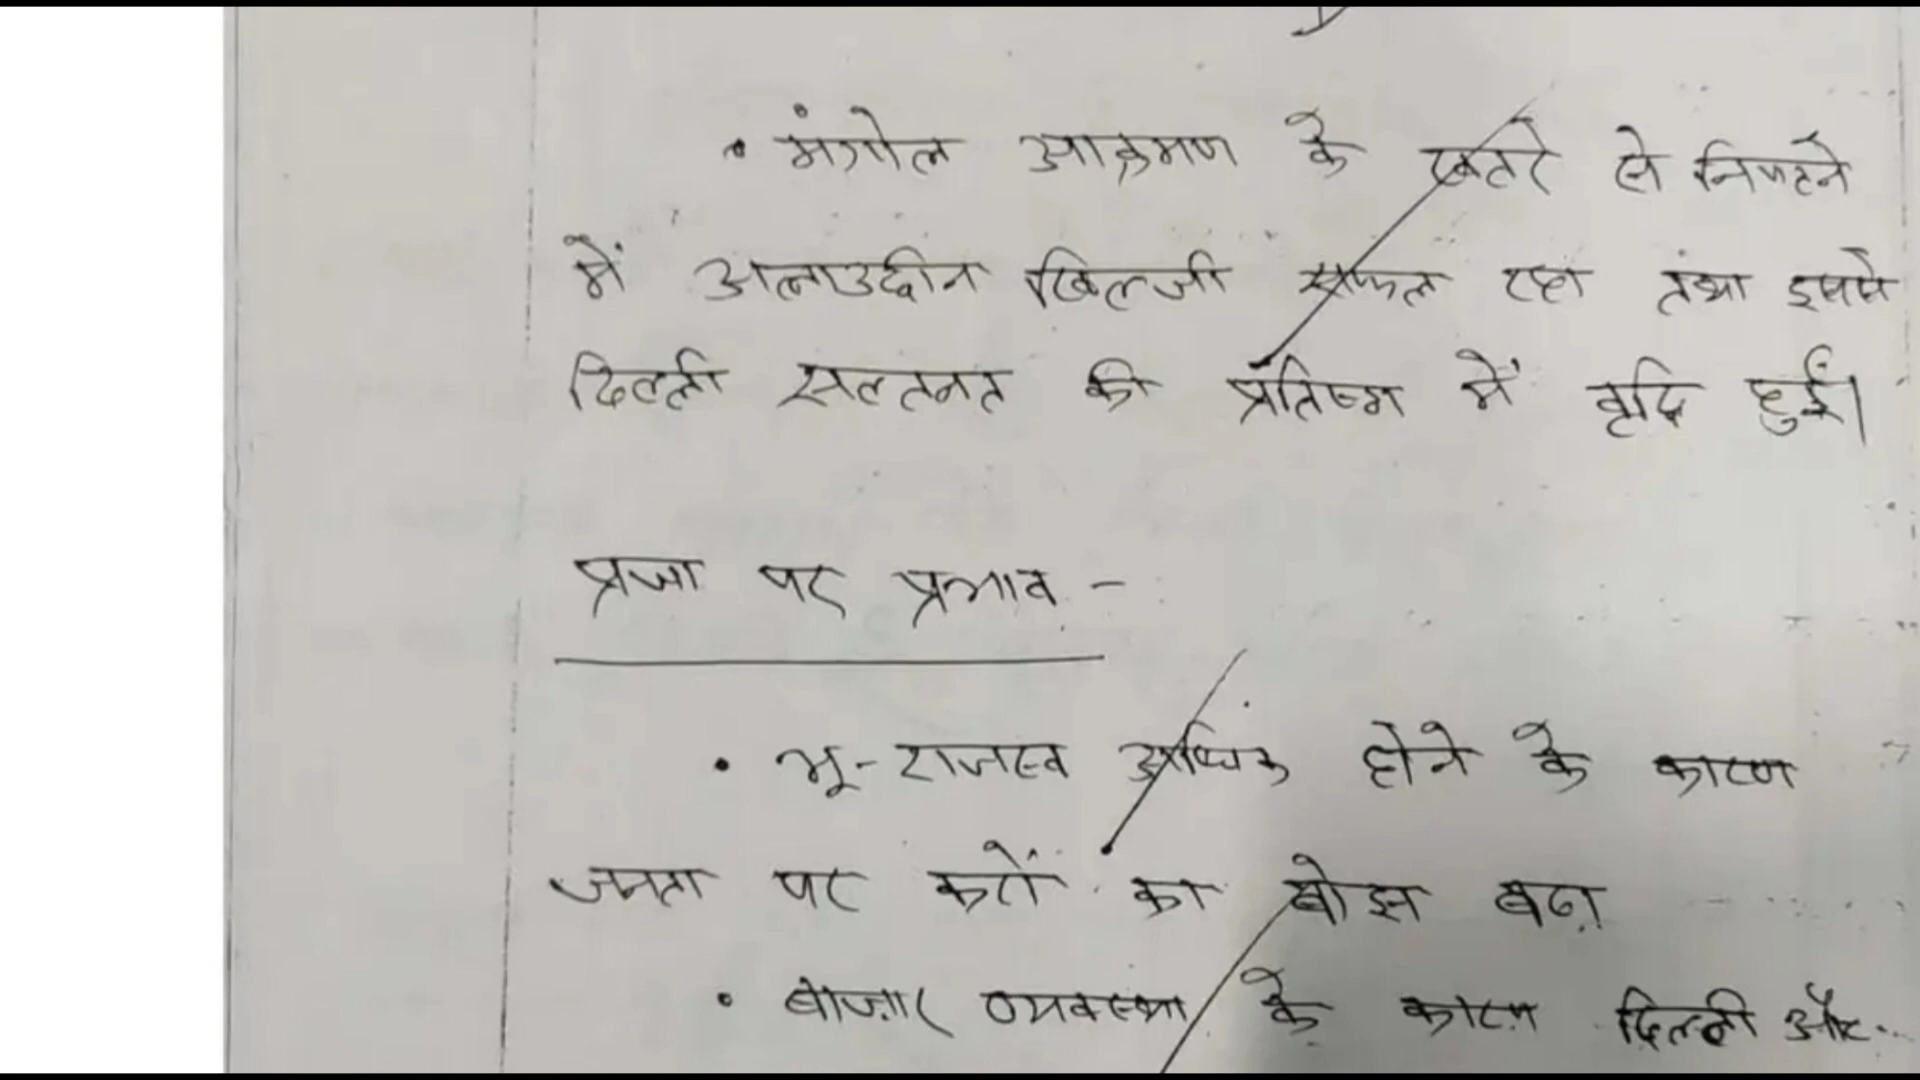 • मंगोल आक्रमण के खतरे से निपटने
में अलाउद्दीन खिलजी सफल रहा तथा इससे
दिल्ली सल्तनत की प्रतिष्ठा में वृद्धि हुई।
प्रजा पर प्रभाव -
• भू-राजस्व अधिक होने के कारण
जनता पर करों का बोझ बढ़ा
• बाज़ार व्यवस्था के कारण दिल्ली और